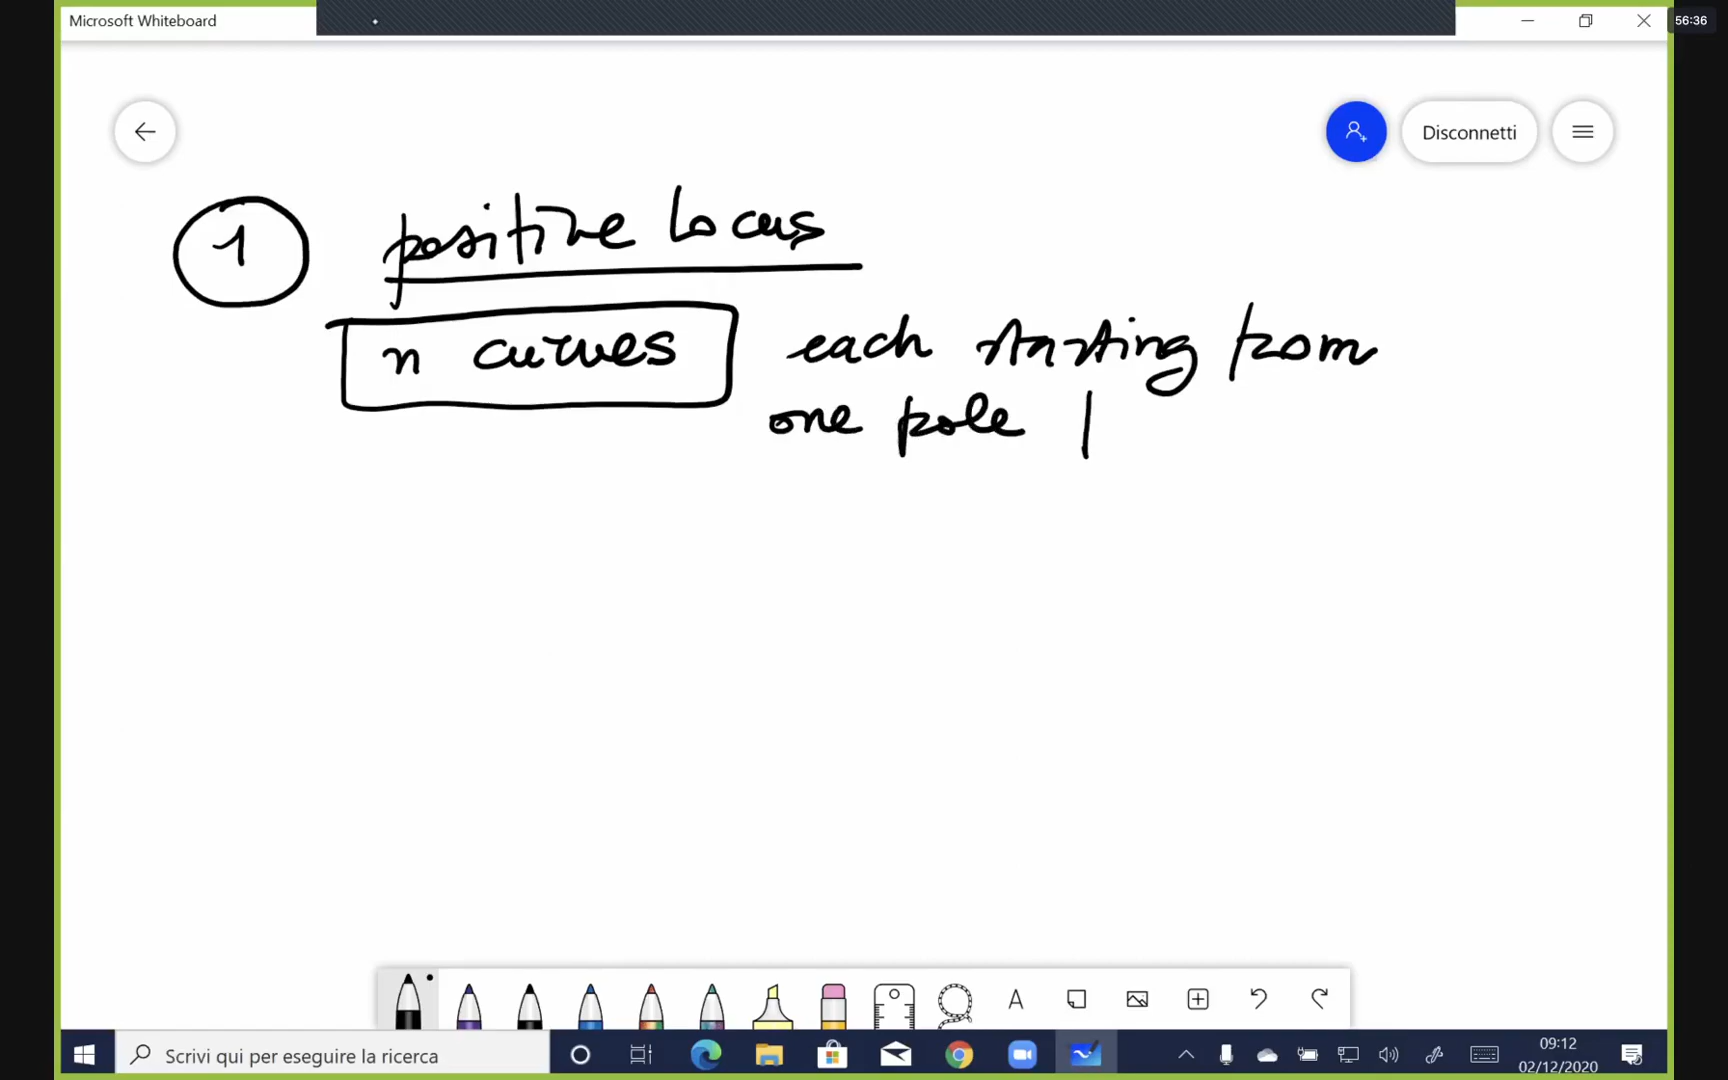 Microsoft Whiteboard
56:36
Disconnetti
1 positive locus
n curves each starting from
one pole
A
Scrivi qui per eseguire la ricerca
09:12
02/12/2020